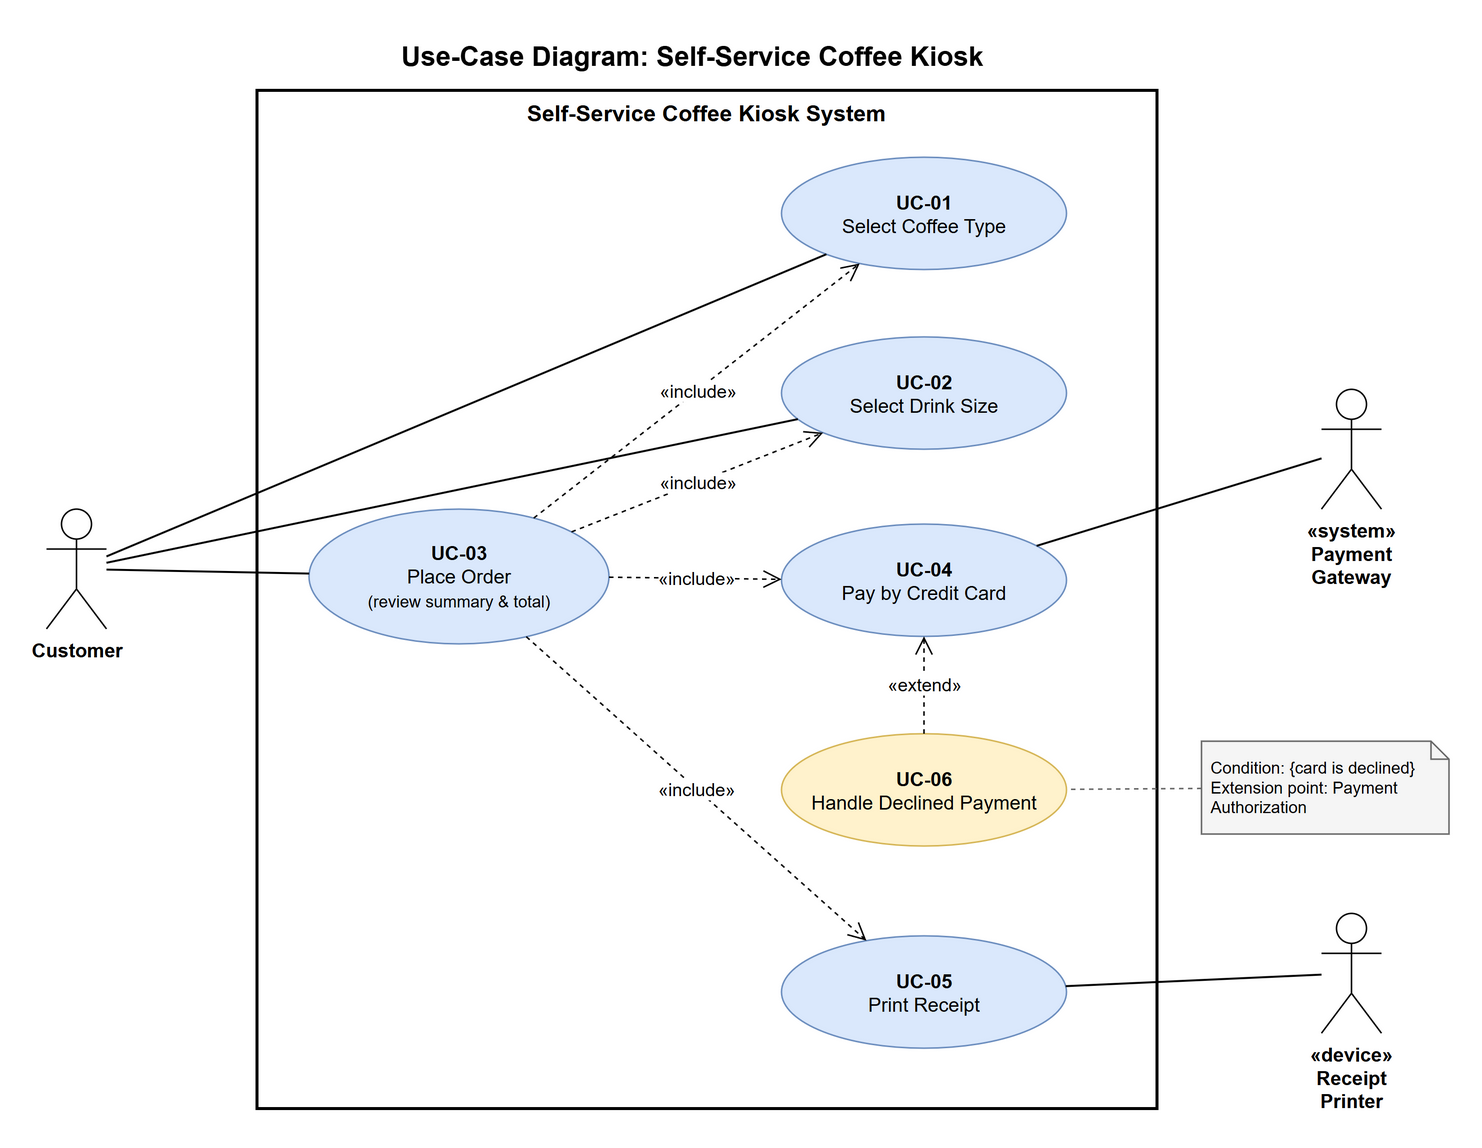 Use-Case Diagram: Self-Service Coffee Kiosk
Self-Service Coffee Kiosk System
UC-01
Select Coffee Type
«include»
UC-02
Select Drink Size
«include»
UC-03
Place Order
(review summary & total)
«include»
UC-04
Pay by Credit Card
«system»
Payment
Gateway
Customer
«extend»
«include»
UC-06
Handle Declined Payment
Condition: {card is declined}
Extension point: Payment
Authorization
UC-05
Print Receipt
«device»
Receipt
Printer